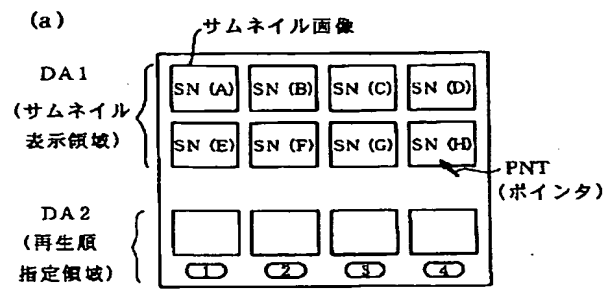 (a)
サムネイル画像
DA1
(サムネイル
表示領域)
SN (A) SN (B) SN (C) SN (D)
SN (E) SN (F) SN (G) SN (H)
PNT
(ポインタ)
DA2
(再生順
指定領域)
1 2 3 4